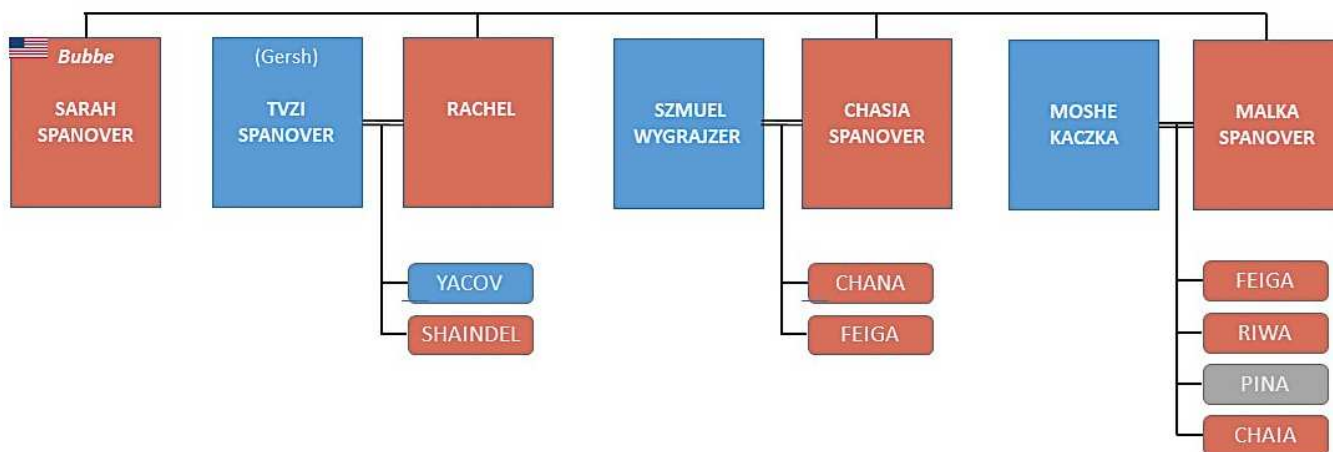 Bubbe
SARAH
SPANOVER
(Gersh)
TVZI
SPANOVER
RACHEL
SZMUEL
WYGRAJZER
CHASIA
SPANOVER
MOSHE
KACZKA
MALKA
SPANOVER
YACOV
SHAINDEL
CHANA
FEIGA
FEIGA
RIWA
PINA
CHAIA